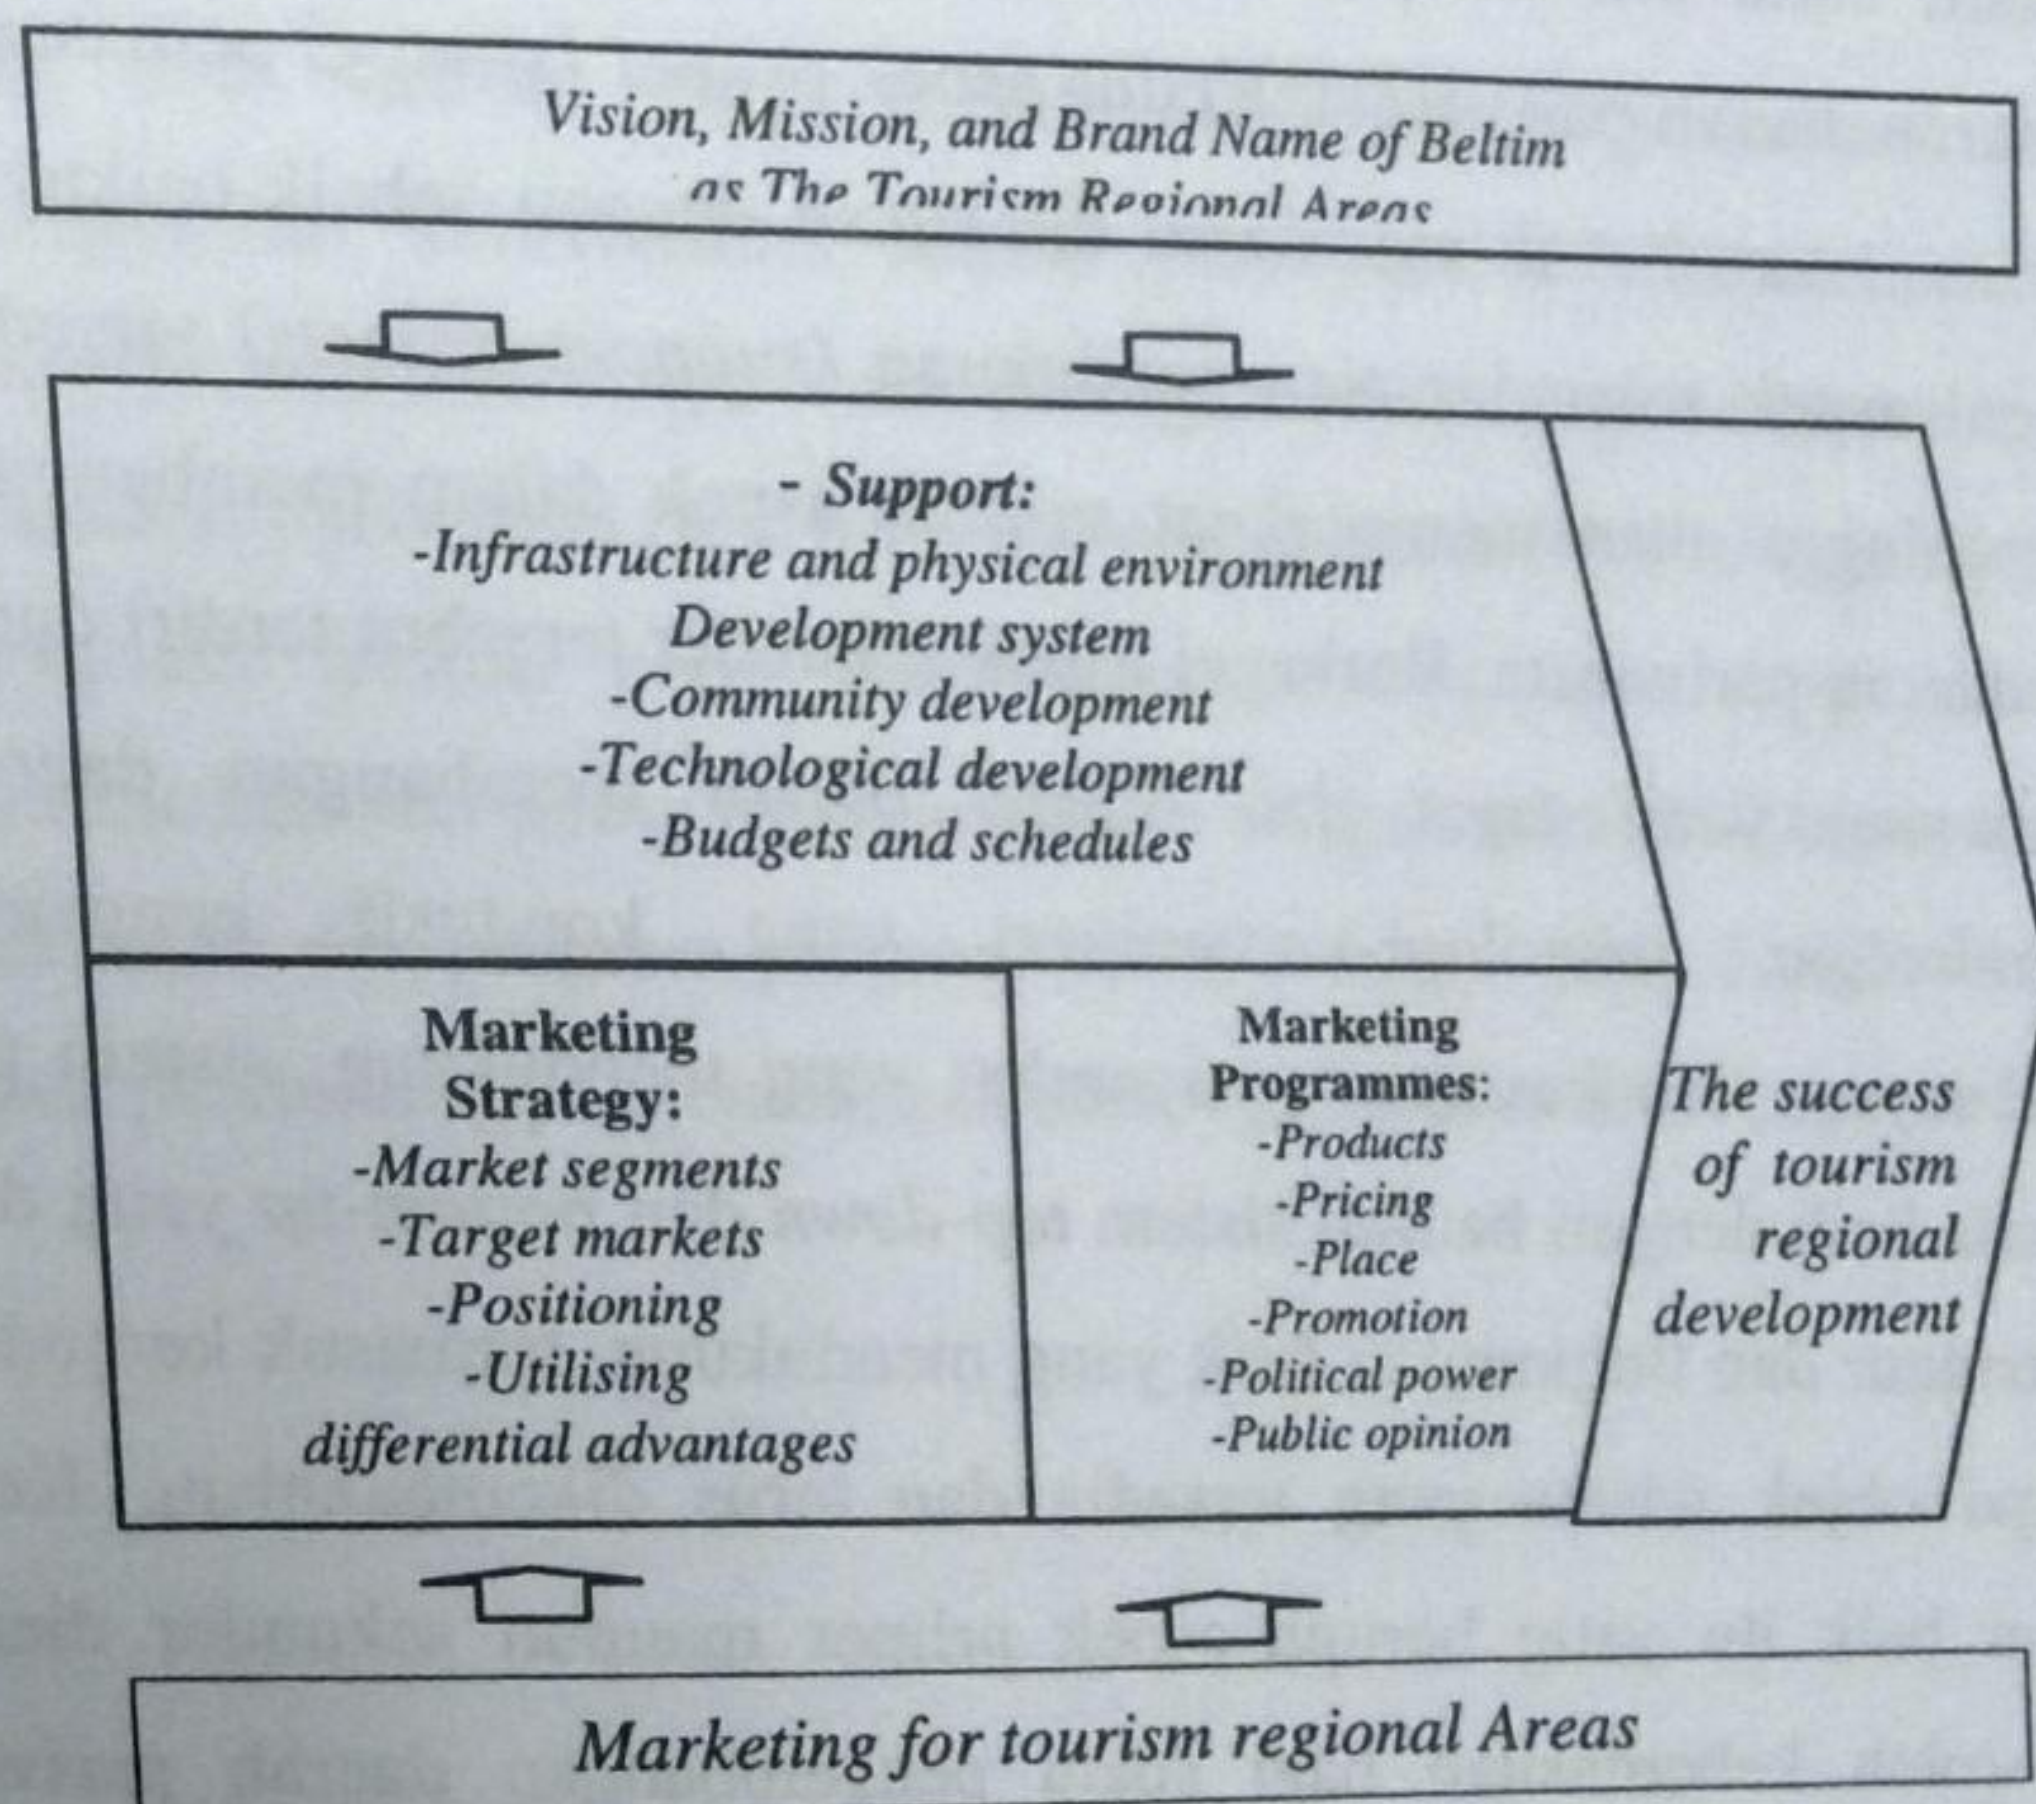 Vision, Mission, and Brand Name of Beltim
as The Tourism Regional Areas
- Support:
-Infrastructure and physical environment
Development system
-Community development
-Technological development
-Budgets and schedules
Marketing
Strategy:
-Market segments
-Target markets
-Positioning
-Utilising
differential advantages
Marketing
Programmes:
-Products
-Pricing
-Place
-Promotion
-Political power
-Public opinion
The success
of tourism
regional
development
Marketing for tourism regional Areas